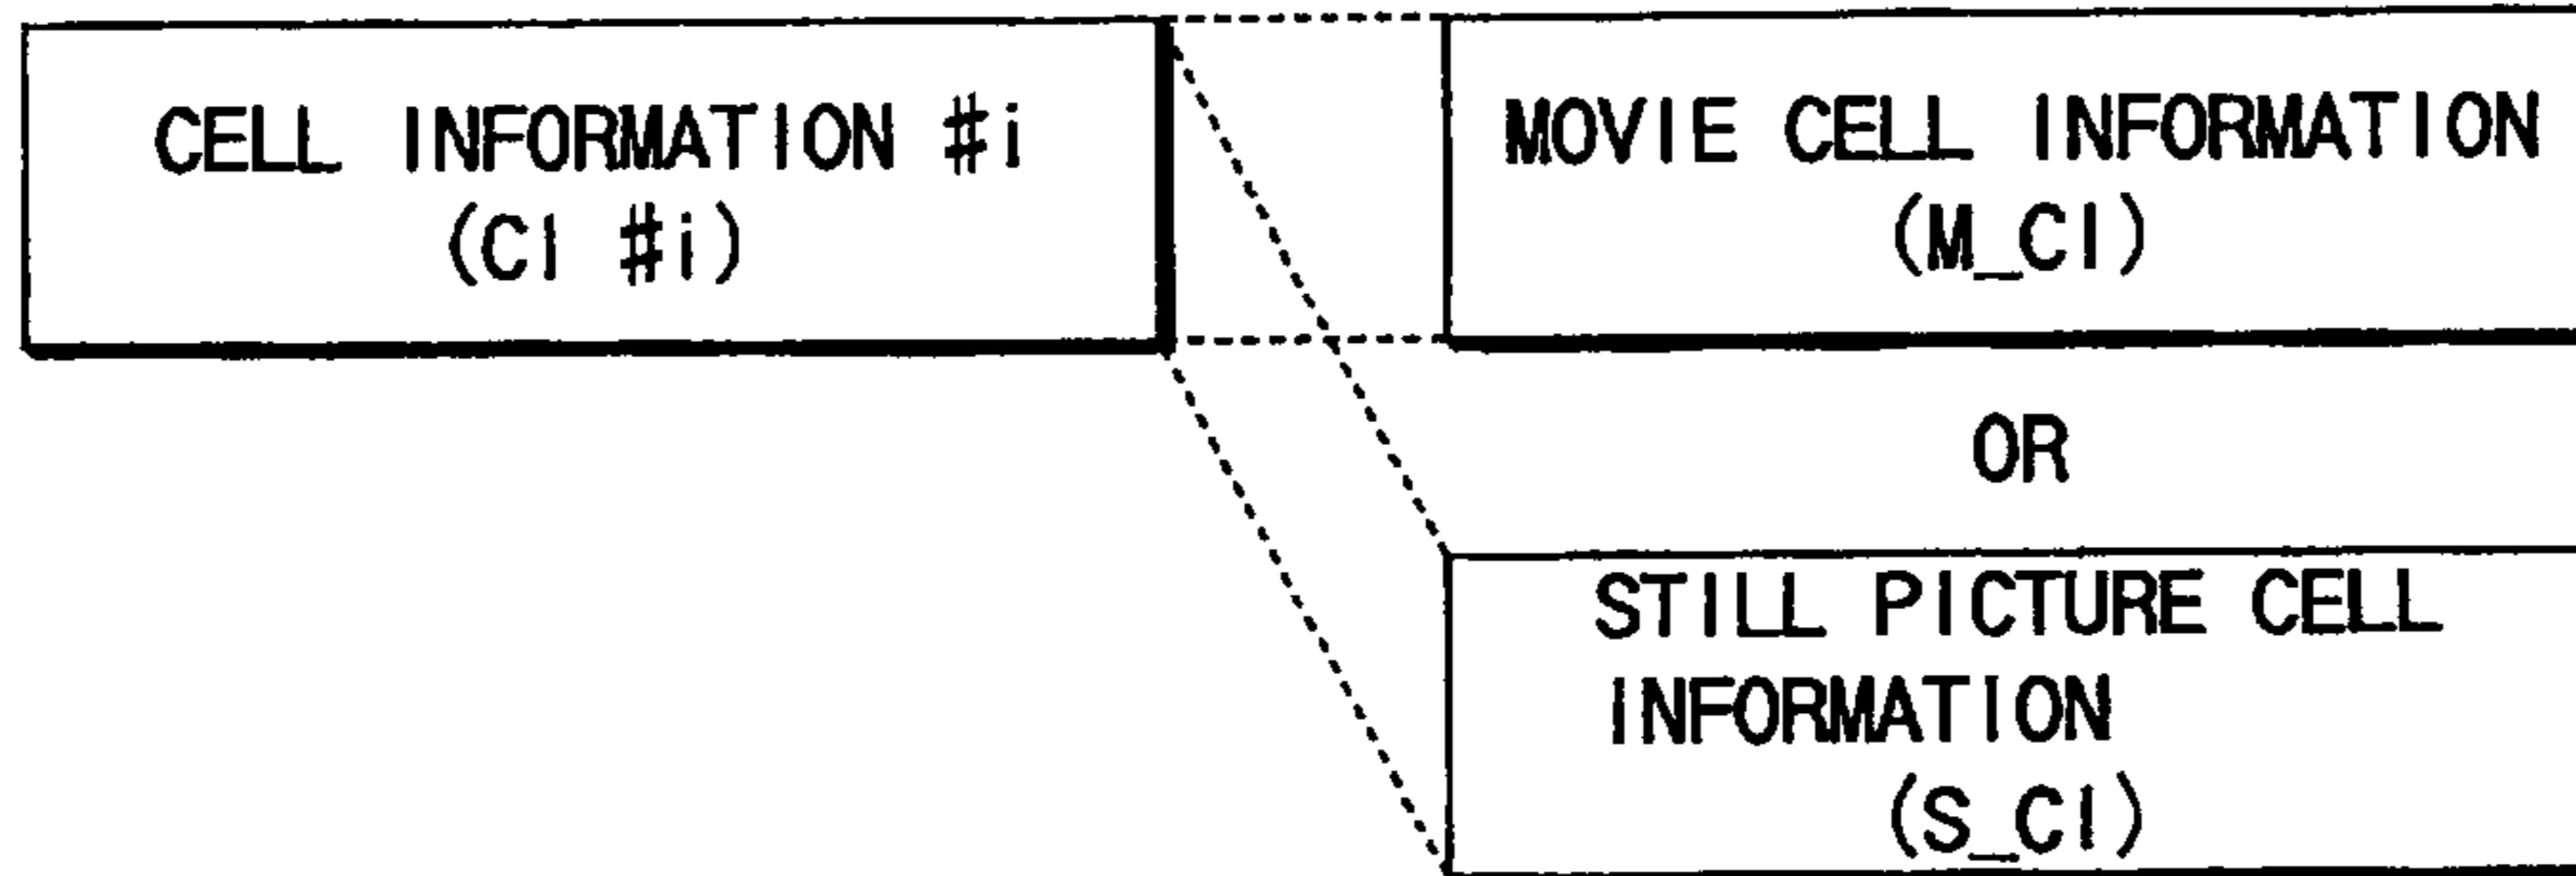 CELL INFORMATION #i
(CI #i)
MOVIE CELL INFORMATION
(M_CI)
OR
STILL PICTURE CELL
INFORMATION
(S_CI)